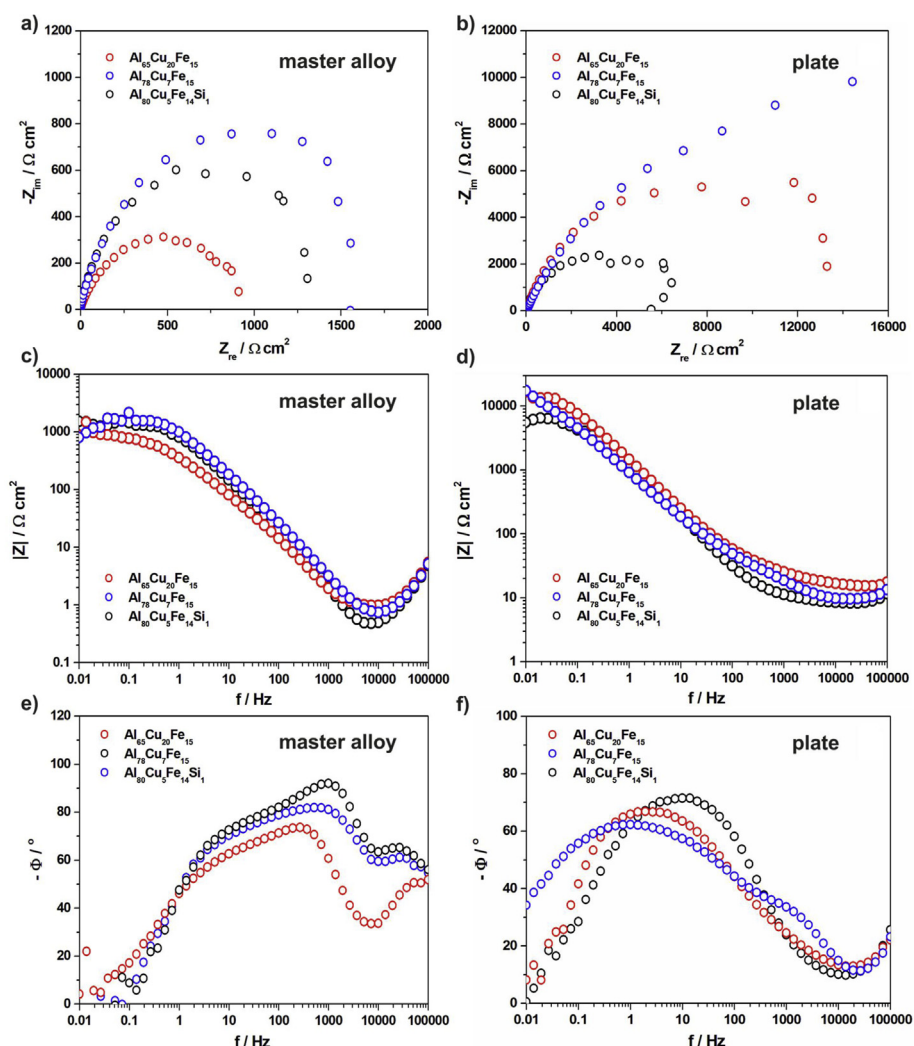 a)
1200
1000
800
600
400
200
0
-Z_im / Ω cm²
Al₆₅Cu₂₀Fe₁₅
Al₇₈Cu₇Fe₁₅
Al₈₀Cu₅Fe₁₄Si₁
master alloy
0 500 1000 1500 2000
Z_re / Ω cm²
b)
12000
10000
8000
6000
4000
2000
0
-Z_im / Ω cm²
Al₆₅Cu₂₀Fe₁₅
Al₇₈Cu₇Fe₁₅
Al₈₀Cu₅Fe₁₄Si₁
plate
0 4000 8000 12000 16000
Z_re / Ω cm²
c)
10000
1000
100
10
1
0.1
|Z| / Ω cm²
master alloy
Al₆₅Cu₂₀Fe₁₅
Al₇₈Cu₇Fe₁₅
Al₈₀Cu₅Fe₁₄Si₁
0.01 0.1 1 10 100 1000 10000 100000
f / Hz
d)
10000
1000
100
10
1
|Z| / Ω cm²
plate
Al₆₅Cu₂₀Fe₁₅
Al₇₈Cu₇Fe₁₅
Al₈₀Cu₅Fe₁₄Si₁
0.01 0.1 1 10 100 1000 10000 100000
f / Hz
e)
120
100
80
60
40
20
0
- Φ / °
Al₆₅Cu₂₀Fe₁₅
Al₇₈Cu₇Fe₁₅
Al₈₀Cu₅Fe₁₄Si₁
master alloy
0.01 0.1 1 10 100 1000 10000 100000
f / Hz
f)
100
80
60
40
20
0
- Φ / °
Al₆₅Cu₂₀Fe₁₅
Al₇₈Cu₇Fe₁₅
Al₈₀Cu₅Fe₁₄Si₁
plate
0.01 0.1 1 10 100 1000 10000 100000
f / Hz